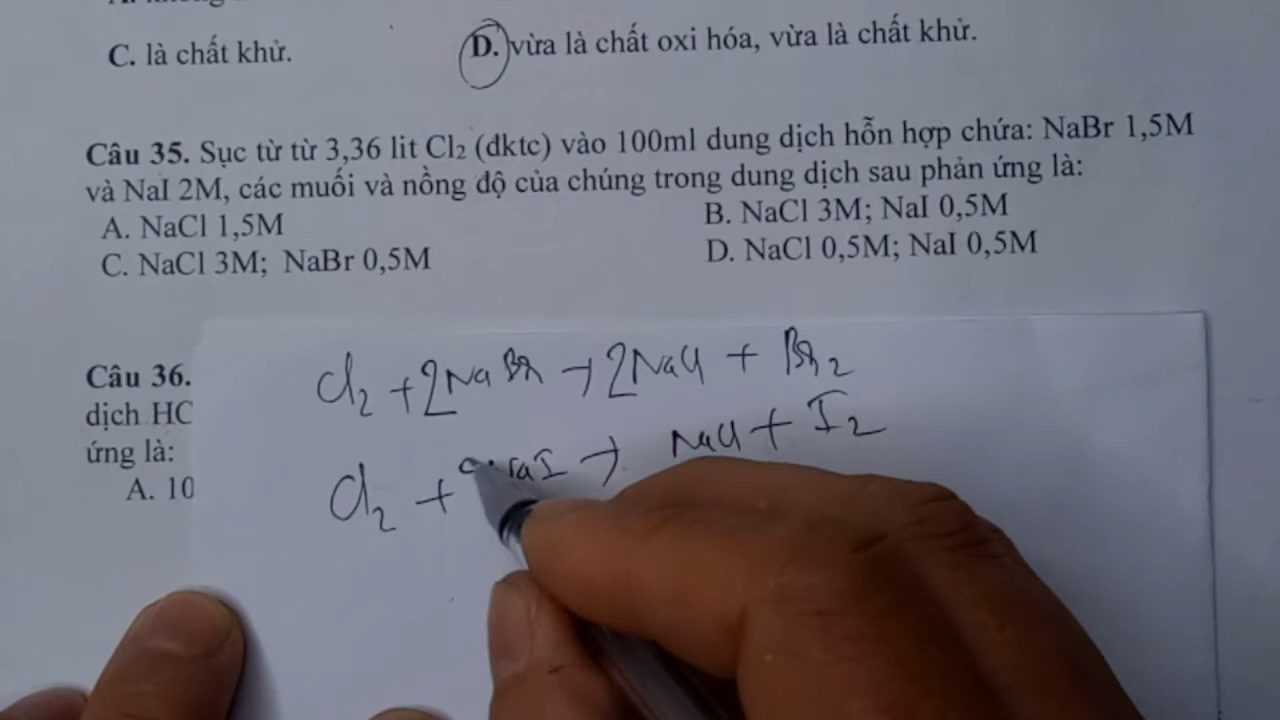 C. là chất khử. D. vừa là chất oxi hóa, vừa là chất khử.
Câu 35. Sục từ từ 3,36 lit Cl₂ (đktc) vào 100ml dung dịch hỗn hợp chứa: NaBr 1,5M
và NaI 2M, các muối và nồng độ của chúng trong dung dịch sau phản ứng là:
A. NaCl 1,5M B. NaCl 3M; NaI 0,5M
C. NaCl 3M; NaBr 0,5M D. NaCl 0,5M; NaI 0,5M
Cl₂ + 2NaBr → 2NaCl + Br₂
Câu 36.
dịch HC
Cl₂ + NaI → NaCl + I₂
ứng là:
A. 10